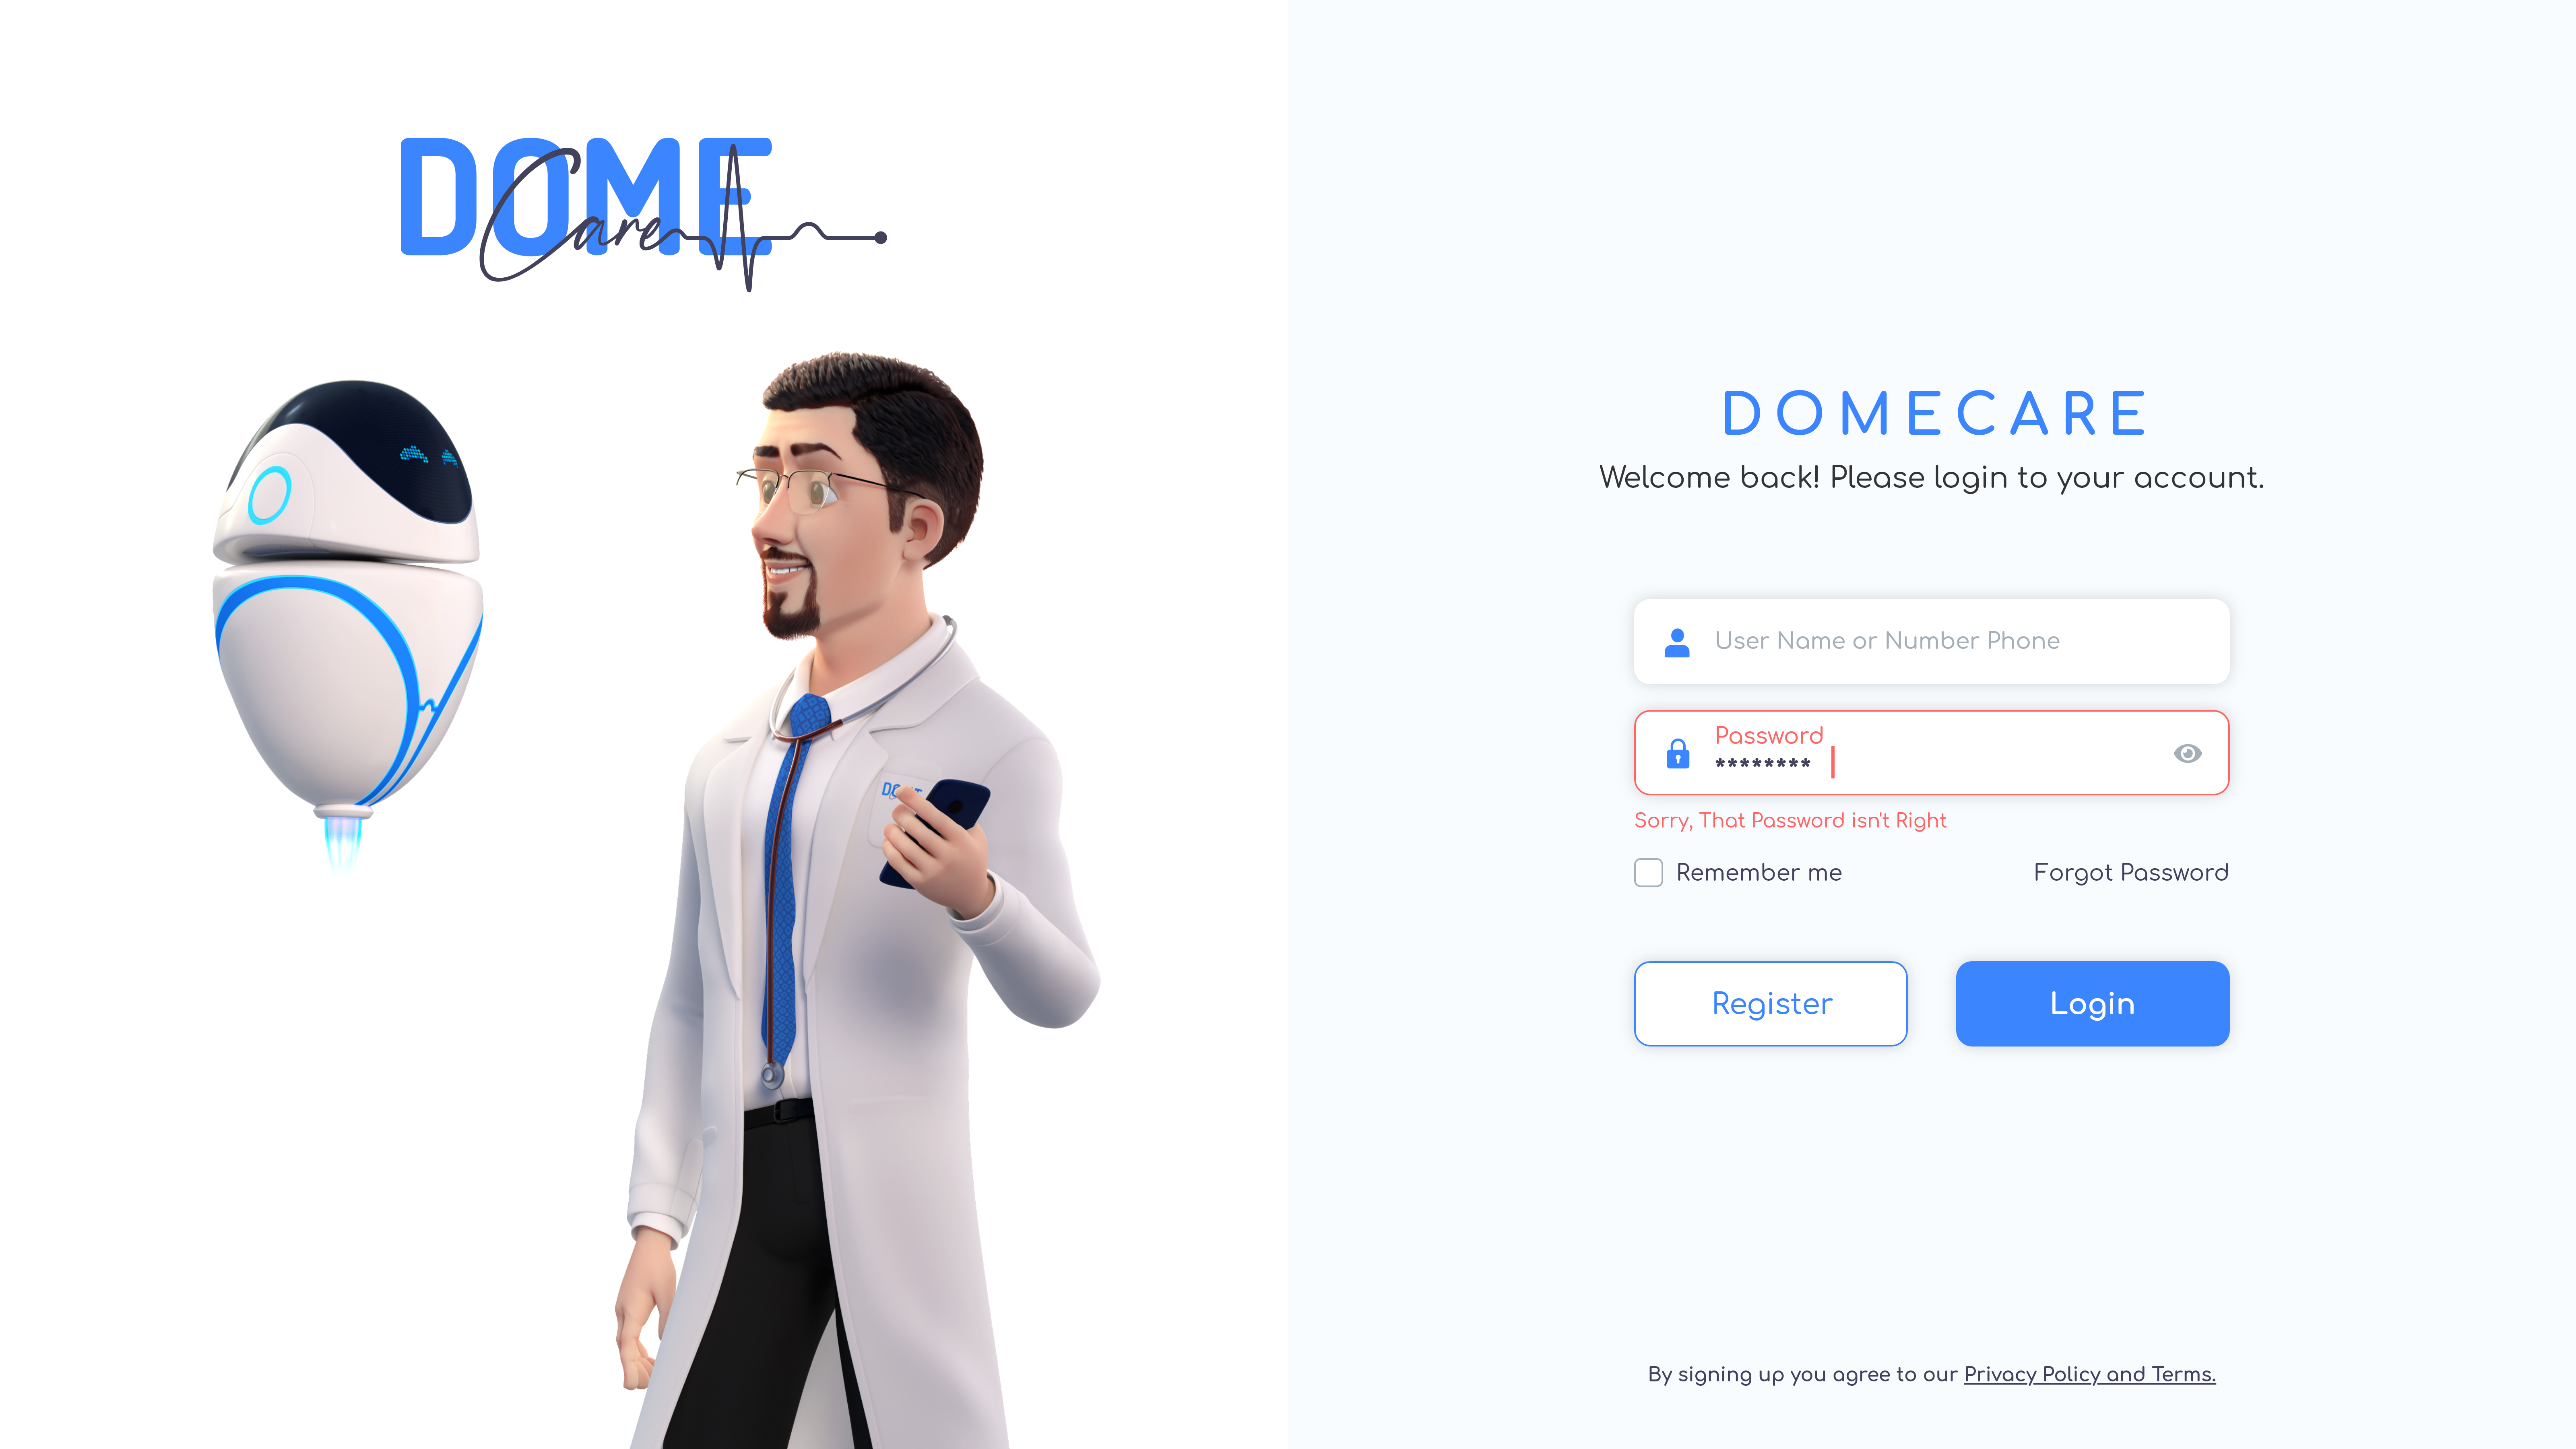 DOME
Care
DOMECARE
Welcome back! Please login to your account.
User Name or Number Phone
Password
********
Sorry, That Password isn't Right
Remember me
Forgot Password
Register
Login
By signing up you agree to our Privacy Policy and Terms.